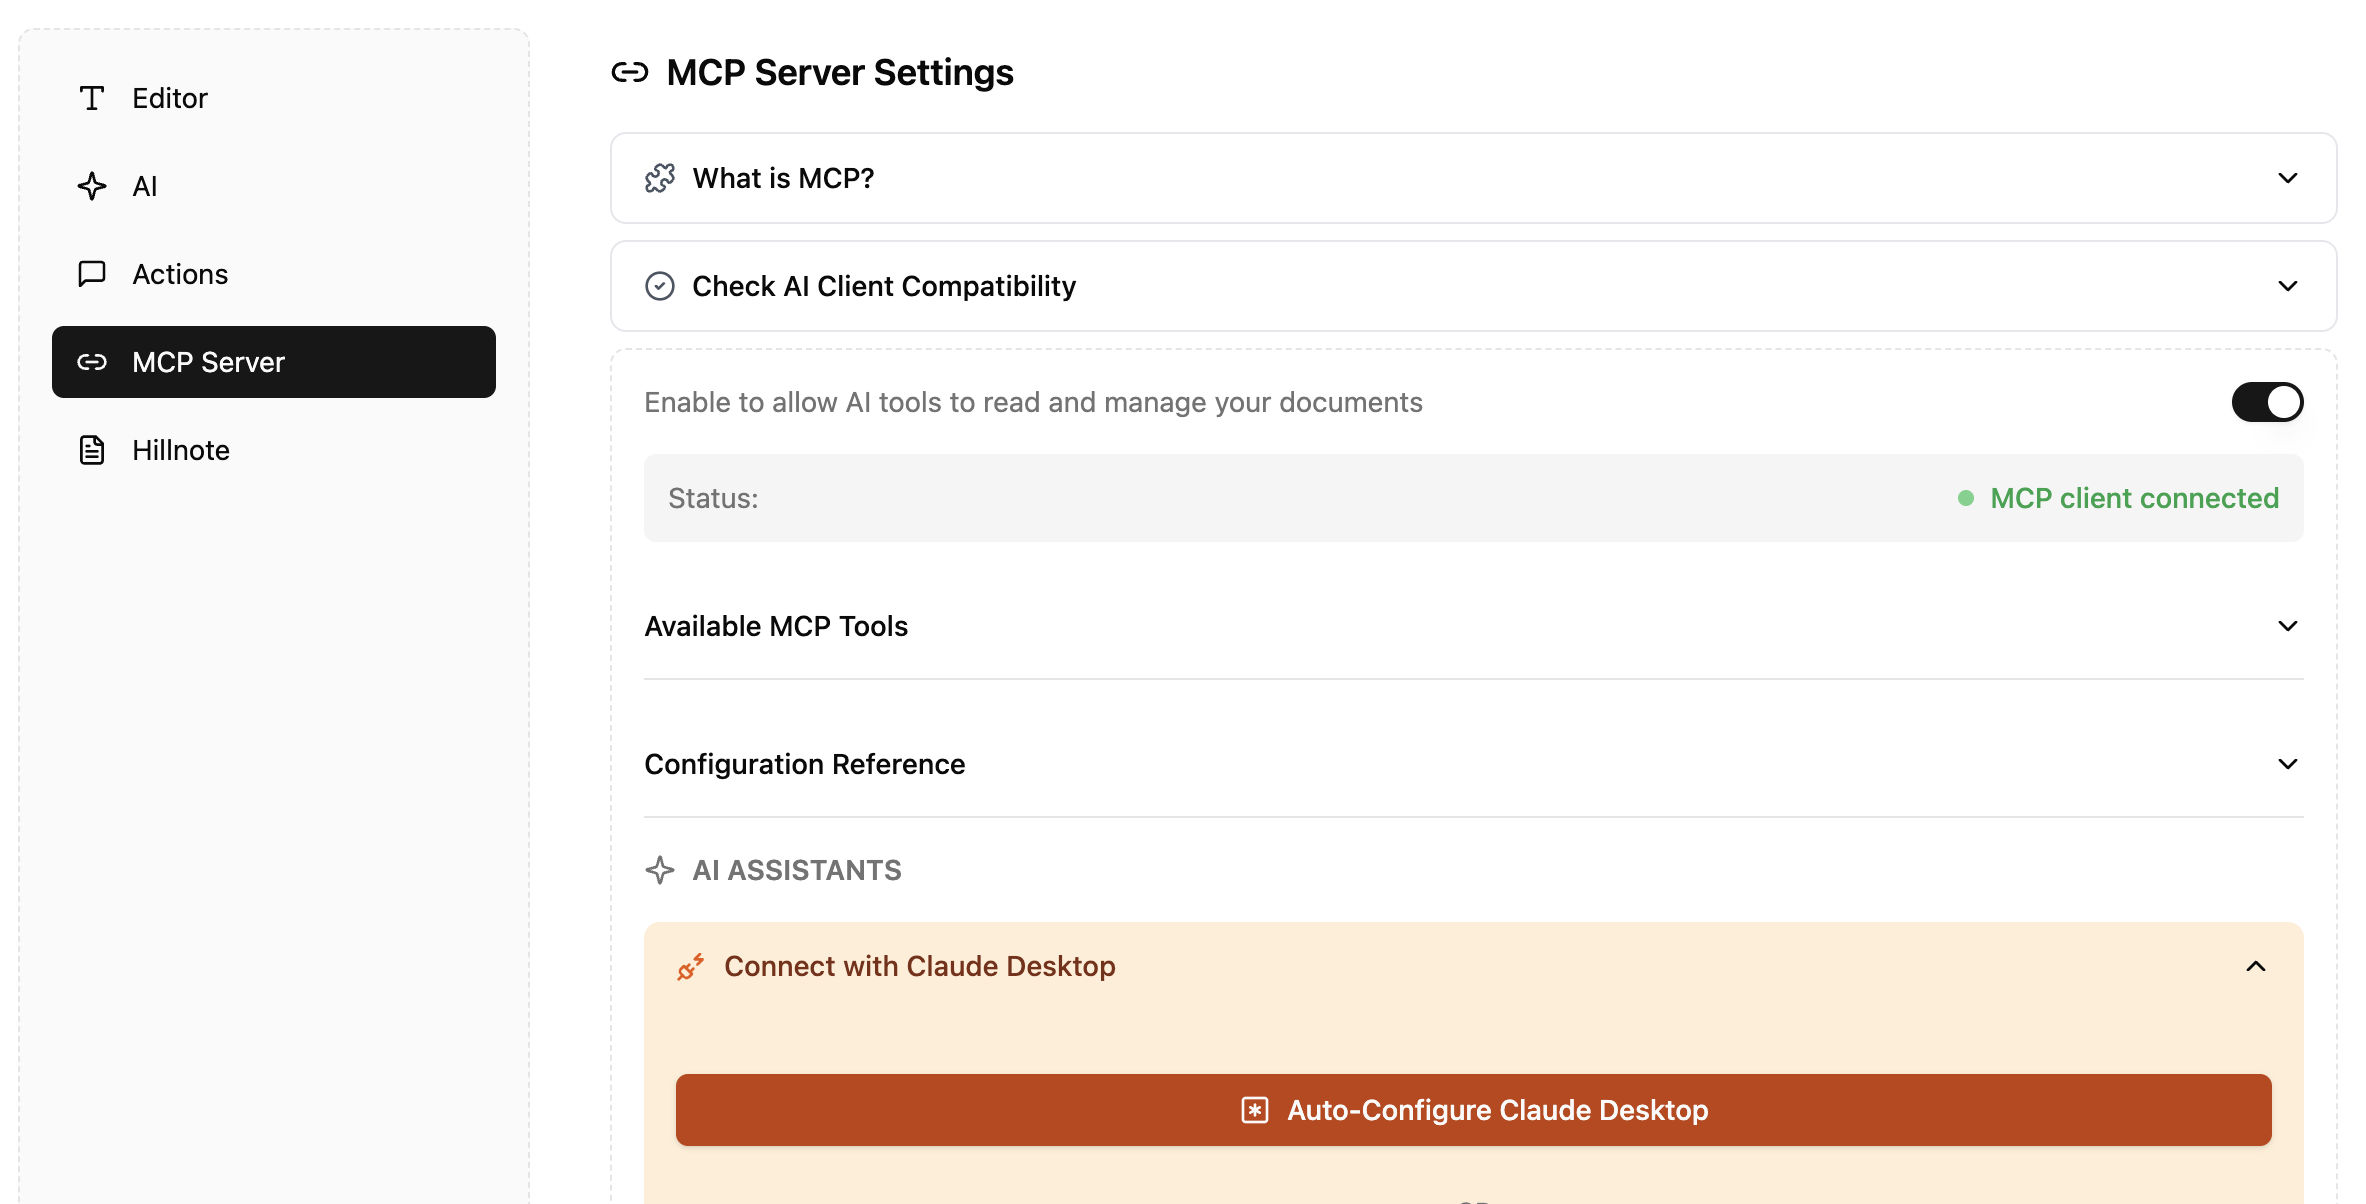 Editor
AI
Actions
MCP Server
Hillnote
MCP Server Settings
What is MCP?
Check AI Client Compatibility
Enable to allow AI tools to read and manage your documents
Status:
MCP client connected
Available MCP Tools
Configuration Reference
AI ASSISTANTS
Connect with Claude Desktop
Auto-Configure Claude Desktop